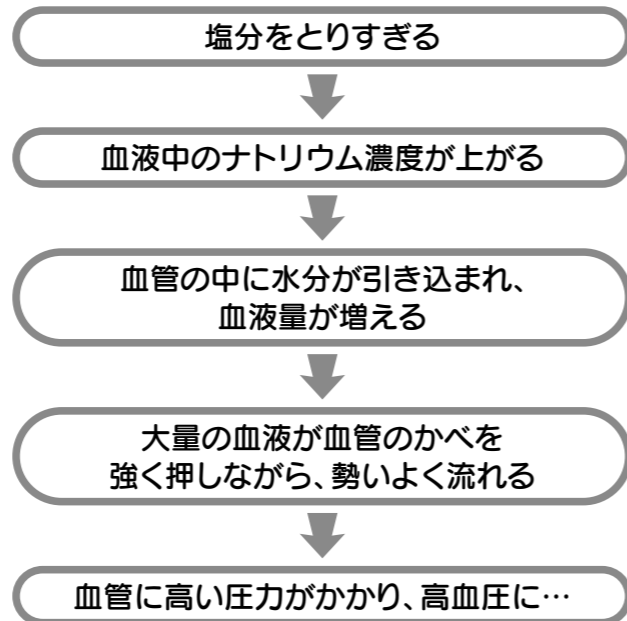 塩分をとりすぎる
血液中のナトリウム濃度が上がる
血管の中に水分が引き込まれ、
血液量が増える
大量の血液が血管のかべを
強く押しながら、勢いよく流れる
血管に高い圧力がかかり、高血圧に…